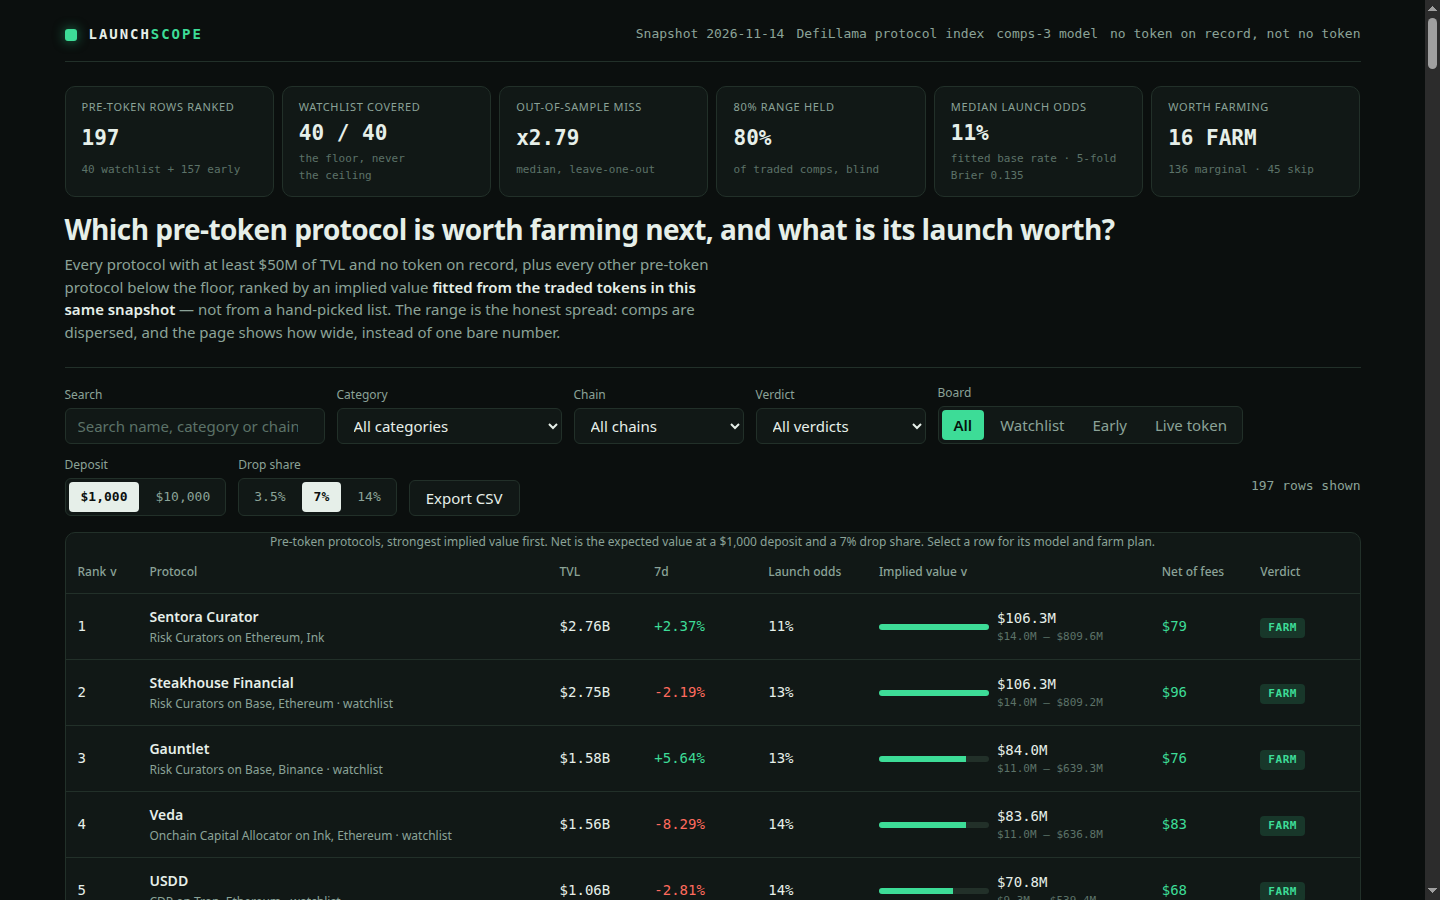 LAUNCHSCOPE
Snapshot 2026-11-14 DefiLlama protocol index comps-3 model no token on record, not no token
PRE-TOKEN ROWS RANKED
197
40 watchlist + 157 early
WATCHLIST COVERED
40 / 40
the floor, never
the ceiling
OUT-OF-SAMPLE MISS
x2.79
median, leave-one-out
80% RANGE HELD
80%
of traded comps, blind
MEDIAN LAUNCH ODDS
11%
fitted base rate · 5-fold
Brier 0.135
WORTH FARMING
16 FARM
136 marginal · 45 skip
Which pre-token protocol is worth farming next, and what is its launch worth?
Every protocol with at least $50M of TVL and no token on record, plus every other pre-token
protocol below the floor, ranked by an implied value fitted from the traded tokens in this
same snapshot — not from a hand-picked list. The range is the honest spread: comps are
dispersed, and the page shows how wide, instead of one bare number.
Search
Search name, category or chain
Category
All categories
Chain
All chains
Verdict
All verdicts
Board
All Watchlist Early Live token
Deposit
$1,000 $10,000
Drop share
3.5% 7% 14%
Export CSV
197 rows shown
Pre-token protocols, strongest implied value first. Net is the expected value at a $1,000 deposit and a 7% drop share. Select a row for its model and farm plan.
Rank v Protocol TVL 7d Launch odds Implied value v Net of fees Verdict
1 Sentora Curator $2.76B +2.37% 11% $106.3M $79 FARM
Risk Curators on Ethereum, Ink $14.0M — $809.6M
2 Steakhouse Financial $2.75B -2.19% 13% $106.3M $96 FARM
Risk Curators on Base, Ethereum · watchlist $14.0M — $809.2M
3 Gauntlet $1.58B +5.64% 13% $84.0M $76 FARM
Risk Curators on Base, Binance · watchlist $11.0M — $639.3M
4 Veda $1.56B -8.29% 14% $83.6M $83 FARM
Onchain Capital Allocator on Ink, Ethereum · watchlist $11.0M — $636.8M
5 USDD $1.06B -2.81% 14% $70.8M $68 FARM